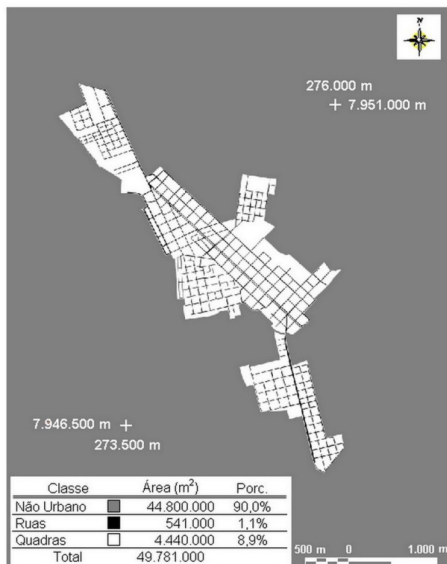 N
276.000 m
7.951.000 m
7.946.500 m
273.500 m
Classe Área (m²) Porc.
Não Urbano 44.800.000 90,0%
Ruas 541.000 1,1%
Quadras 4.440.000 8,9%
Total 49.781.000
500 m 0 1.000 m